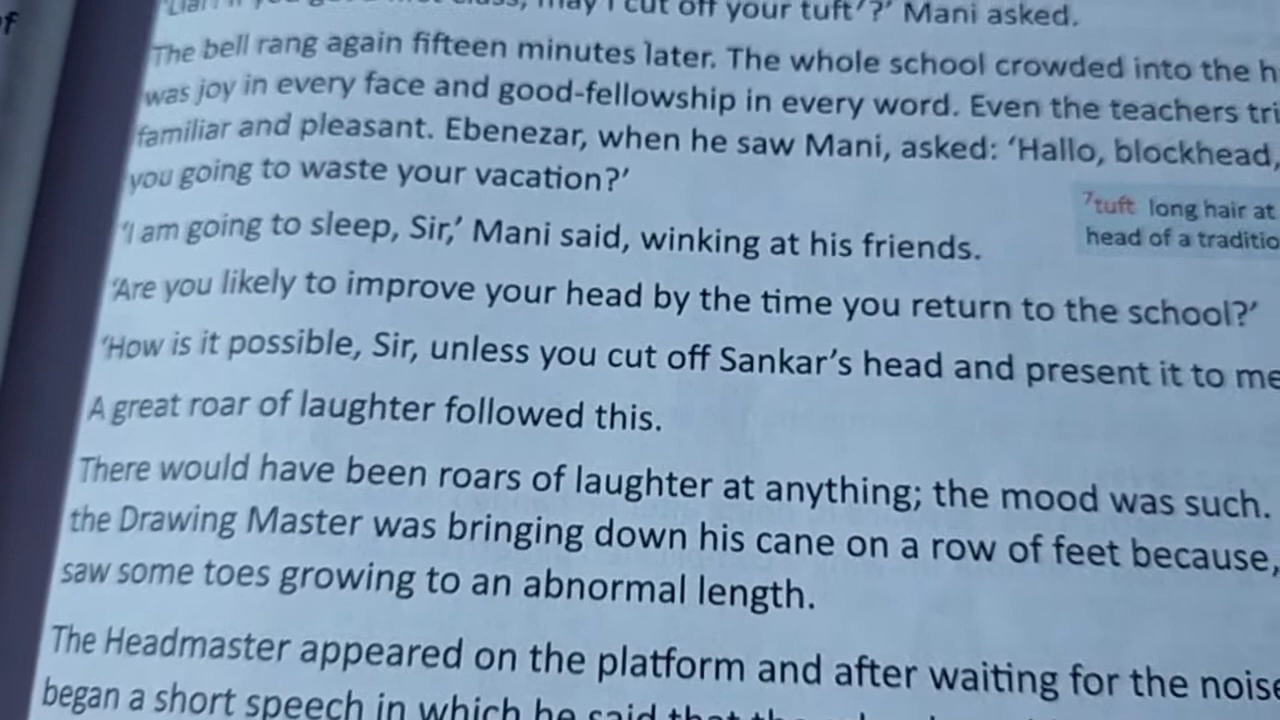 f
may I cut off your tuft⁷?’ Mani asked.
The bell rang again fifteen minutes later. The whole school crowded into the
was joy in every face and good-fellowship in every word. Even the teachers
familiar and pleasant. Ebenezar, when he saw Mani, asked: ‘Hallo, blockhead,
you going to waste your vacation?’
‘I am going to sleep, Sir,’ Mani said, winking at his friends.
⁷tuft long hair at
head of a
‘Are you likely to improve your head by the time you return to the school?’
‘How is it possible, Sir, unless you cut off Sankar’s head and present it to me
A great roar of laughter followed this.
There would have been roars of laughter at anything; the mood was such.
the Drawing Master was bringing down his cane on a row of feet because,
saw some toes growing to an abnormal length.
The Headmaster appeared on the platform and after waiting for the noise
began a short speech in which he said that the